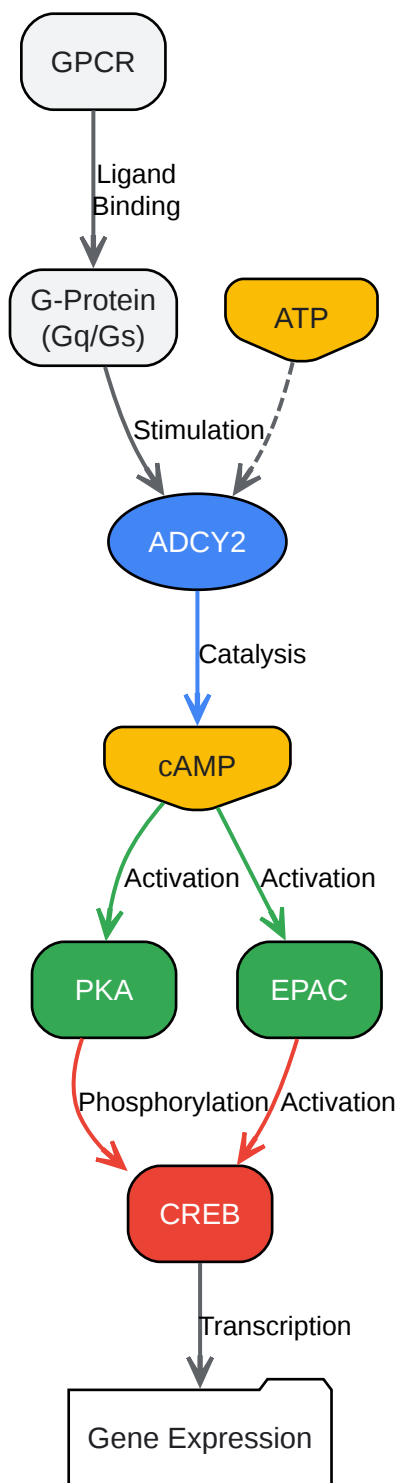 GPCR
Ligand
Binding
G-Protein
(Gq/Gs)
ATP
Stimulation
ADCY2
Catalysis
cAMP
Activation
Activation
PKA
EPAC
Phosphorylation
Activation
CREB
Transcription
Gene Expression